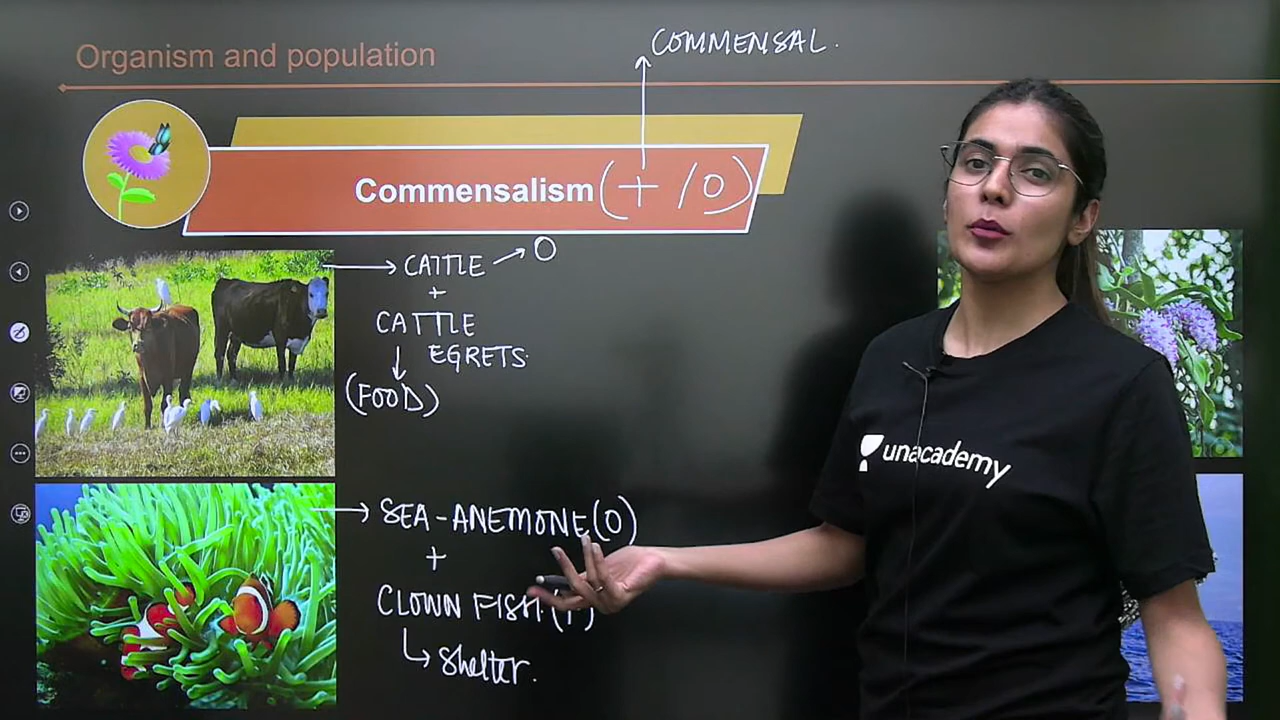 Organism and population
COMMENSAL.
Commensalism (+/0)
CATTLE → 0
+
CATTLE
EGRETS
(FOOD)
SEA-ANEMONE (0)
+
CLOWN FISH
Shelter.
unacademy